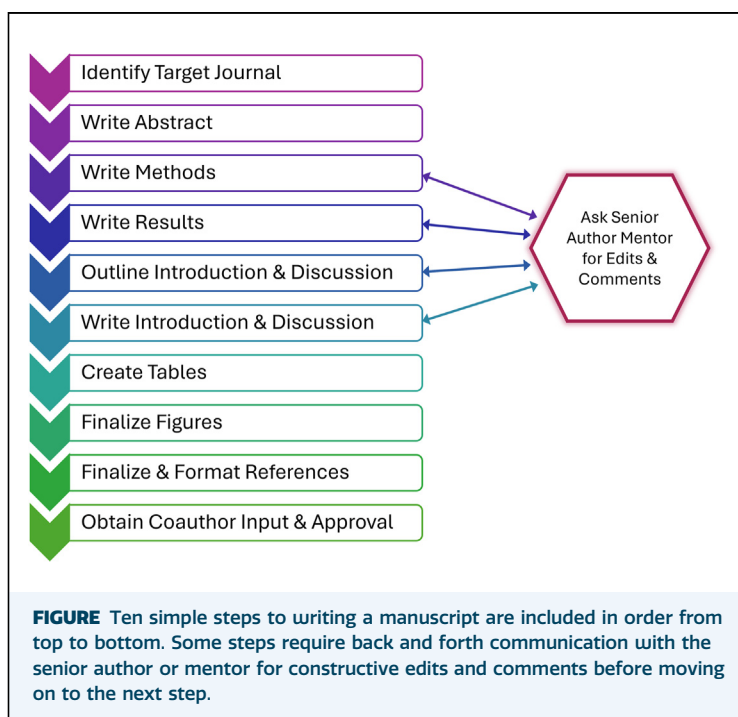 Identify Target Journal
Write Abstract
Write Methods
Write Results
Outline Introduction & Discussion
Write Introduction & Discussion
Create Tables
Finalize Figures
Finalize & Format References
Obtain Coauthor Input & Approval
Ask Senior
Author Mentor
for Edits &
Comments
FIGURE Ten simple steps to writing a manuscript are included in order from
top to bottom. Some steps require back and forth communication with the
senior author or mentor for constructive edits and comments before moving
on to the next step.